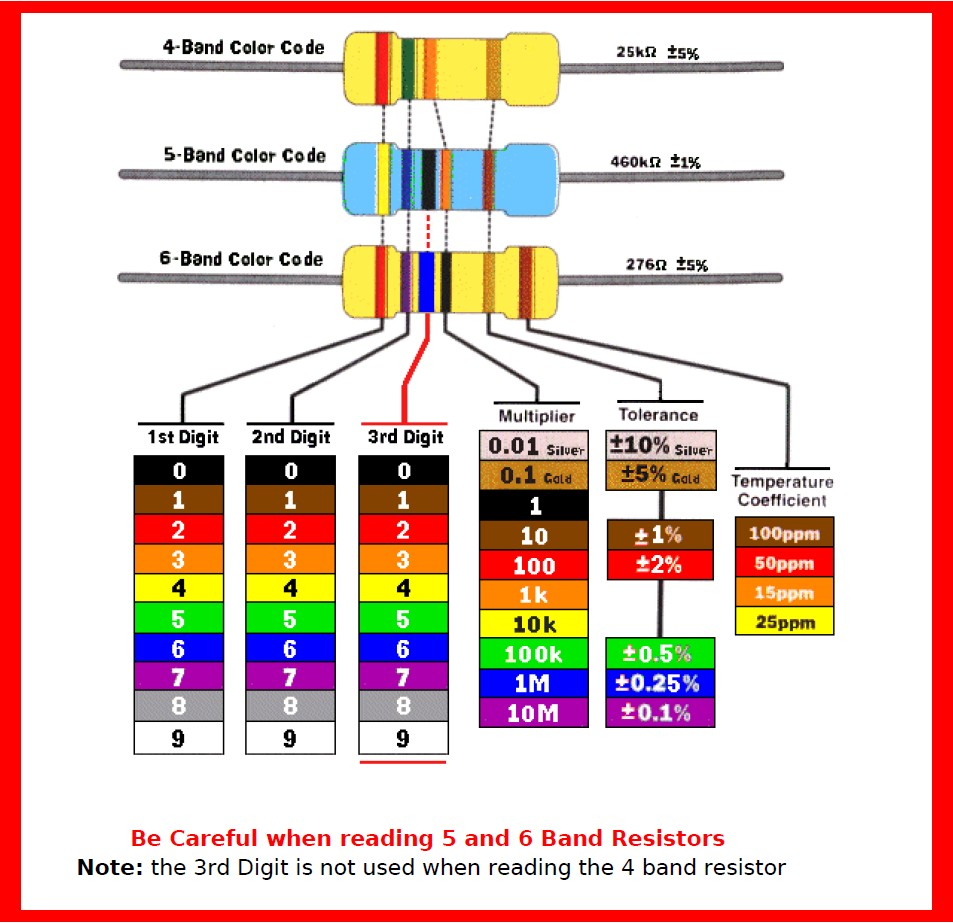 4-Band Color Code
25kΩ ±5%
5-Band Color Code
460kΩ ±1%
6-Band Color Code
276Ω ±5%
1st Digit
0
1
2
3
4
5
6
7
8
9
2nd Digit
0
1
2
3
4
5
6
7
8
9
3rd Digit
0
1
2
3
4
5
6
7
8
9
Multiplier
0.01 Silver
0.1 Gold
1
10
100
1k
10k
100k
1M
10M
Tolerance
±10% Silver
±5% Gold
±1%
±2%
±0.5%
±0.25%
±0.1%
Temperature
Coefficient
100ppm
50ppm
15ppm
25ppm
Be Careful when reading 5 and 6 Band Resistors
Note: the 3rd Digit is not used when reading the 4 band resistor